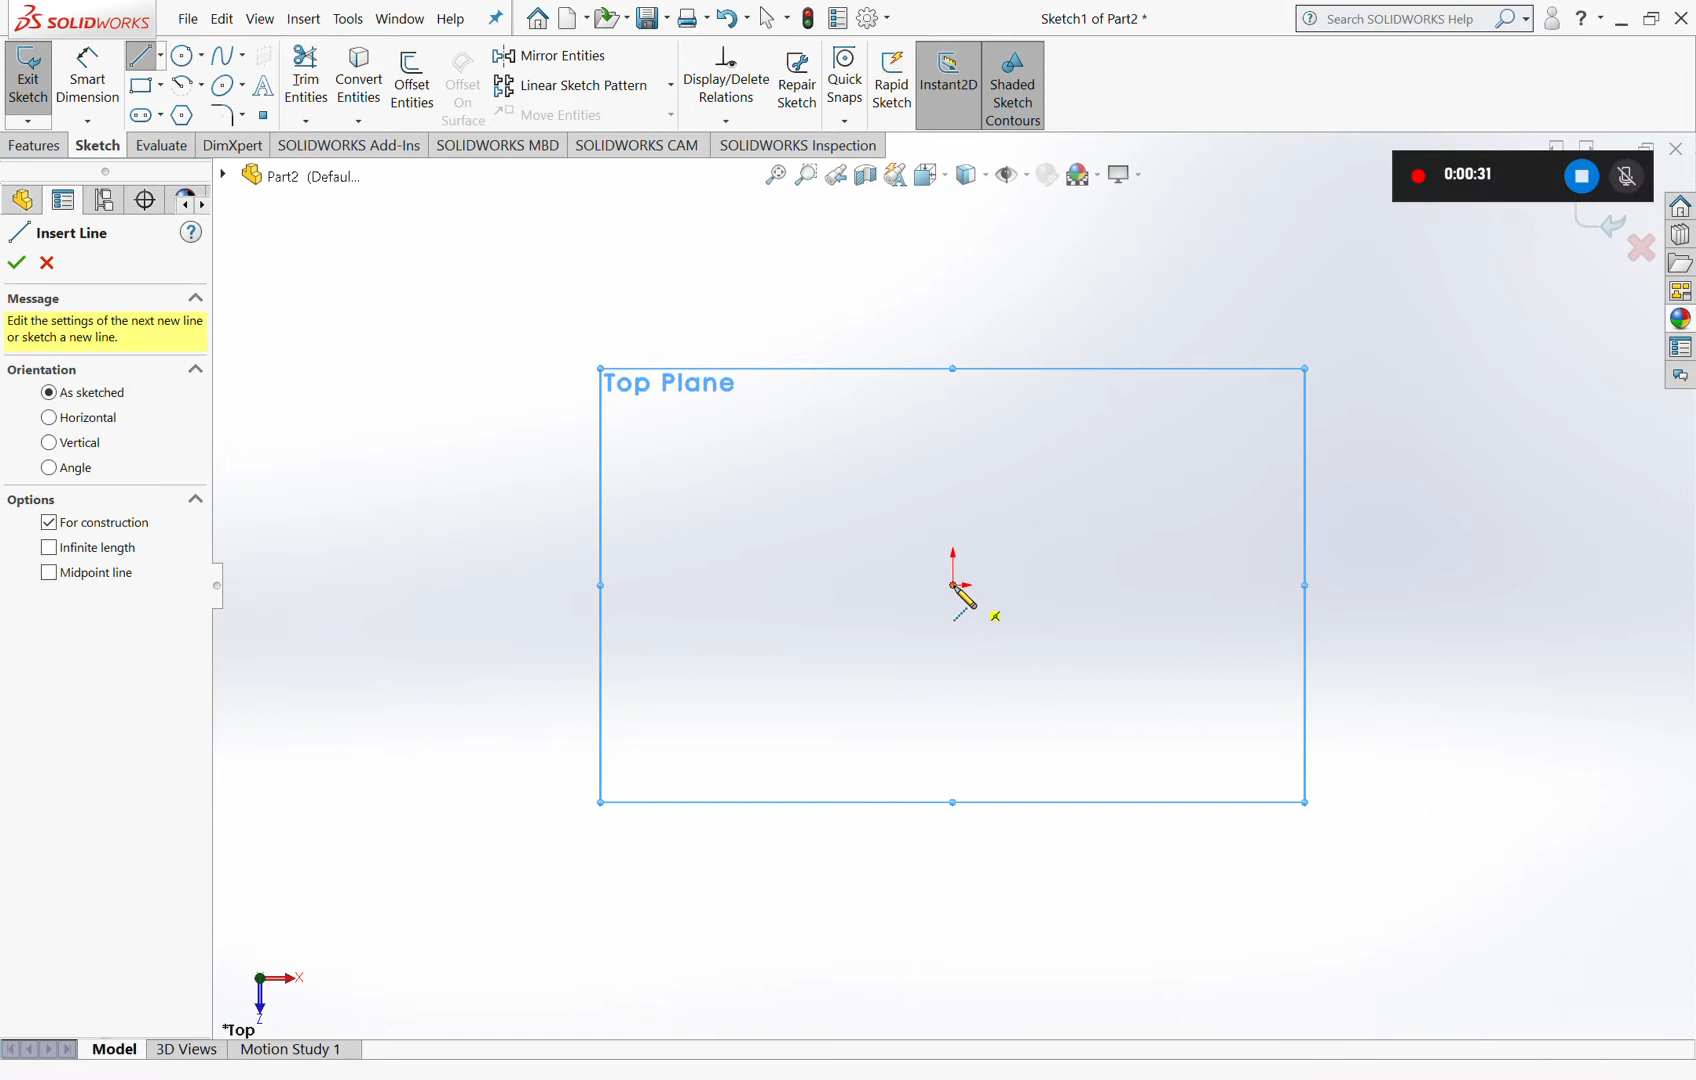 SOLIDWORKS File Edit View Insert Tools Window Help Sketch1 of Part2 * Search SOLIDWORKS Help ?
Exit Sketch
Smart Dimension
Trim Entities
Convert Entities
Offset Entities
Offset On Surface
Mirror Entities
Linear Sketch Pattern
Move Entities
Display/Delete Relations
Repair Sketch
Quick Snaps
Rapid Sketch
Instant2D
Shaded Sketch Contours
Features Sketch Evaluate DimXpert SOLIDWORKS Add-Ins SOLIDWORKS MBD SOLIDWORKS CAM SOLIDWORKS Inspection
Part2 (Defaul...
0:00:31
Insert Line ?
Message
Edit the settings of the next new line
or sketch a new line.
Orientation
As sketched
Horizontal
Vertical
Angle
Options
For construction
Infinite length
Midpoint line
Top Plane
X
Z
*Top
Model 3D Views Motion Study 1